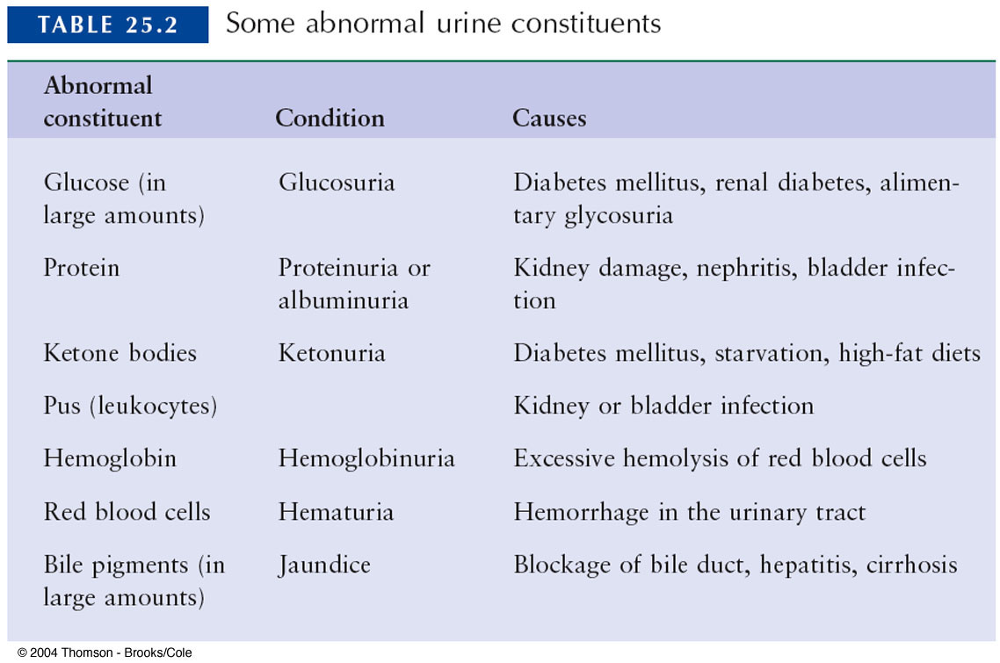 TABLE 25.2 Some abnormal urine constituents
Abnormal
constituent Condition Causes
Glucose (in Glucosuria Diabetes mellitus, renal diabetes, alimen-
large amounts) tary glycosuria
Protein Proteinuria or Kidney damage, nephritis, bladder infec-
albuminuria tion
Ketone bodies Ketonuria Diabetes mellitus, starvation, high-fat diets
Pus (leukocytes) Kidney or bladder infection
Hemoglobin Hemoglobinuria Excessive hemolysis of red blood cells
Red blood cells Hematuria Hemorrhage in the urinary tract
Bile pigments (in Jaundice Blockage of bile duct, hepatitis, cirrhosis
large amounts)
© 2004 Thomson - Brooks/Cole